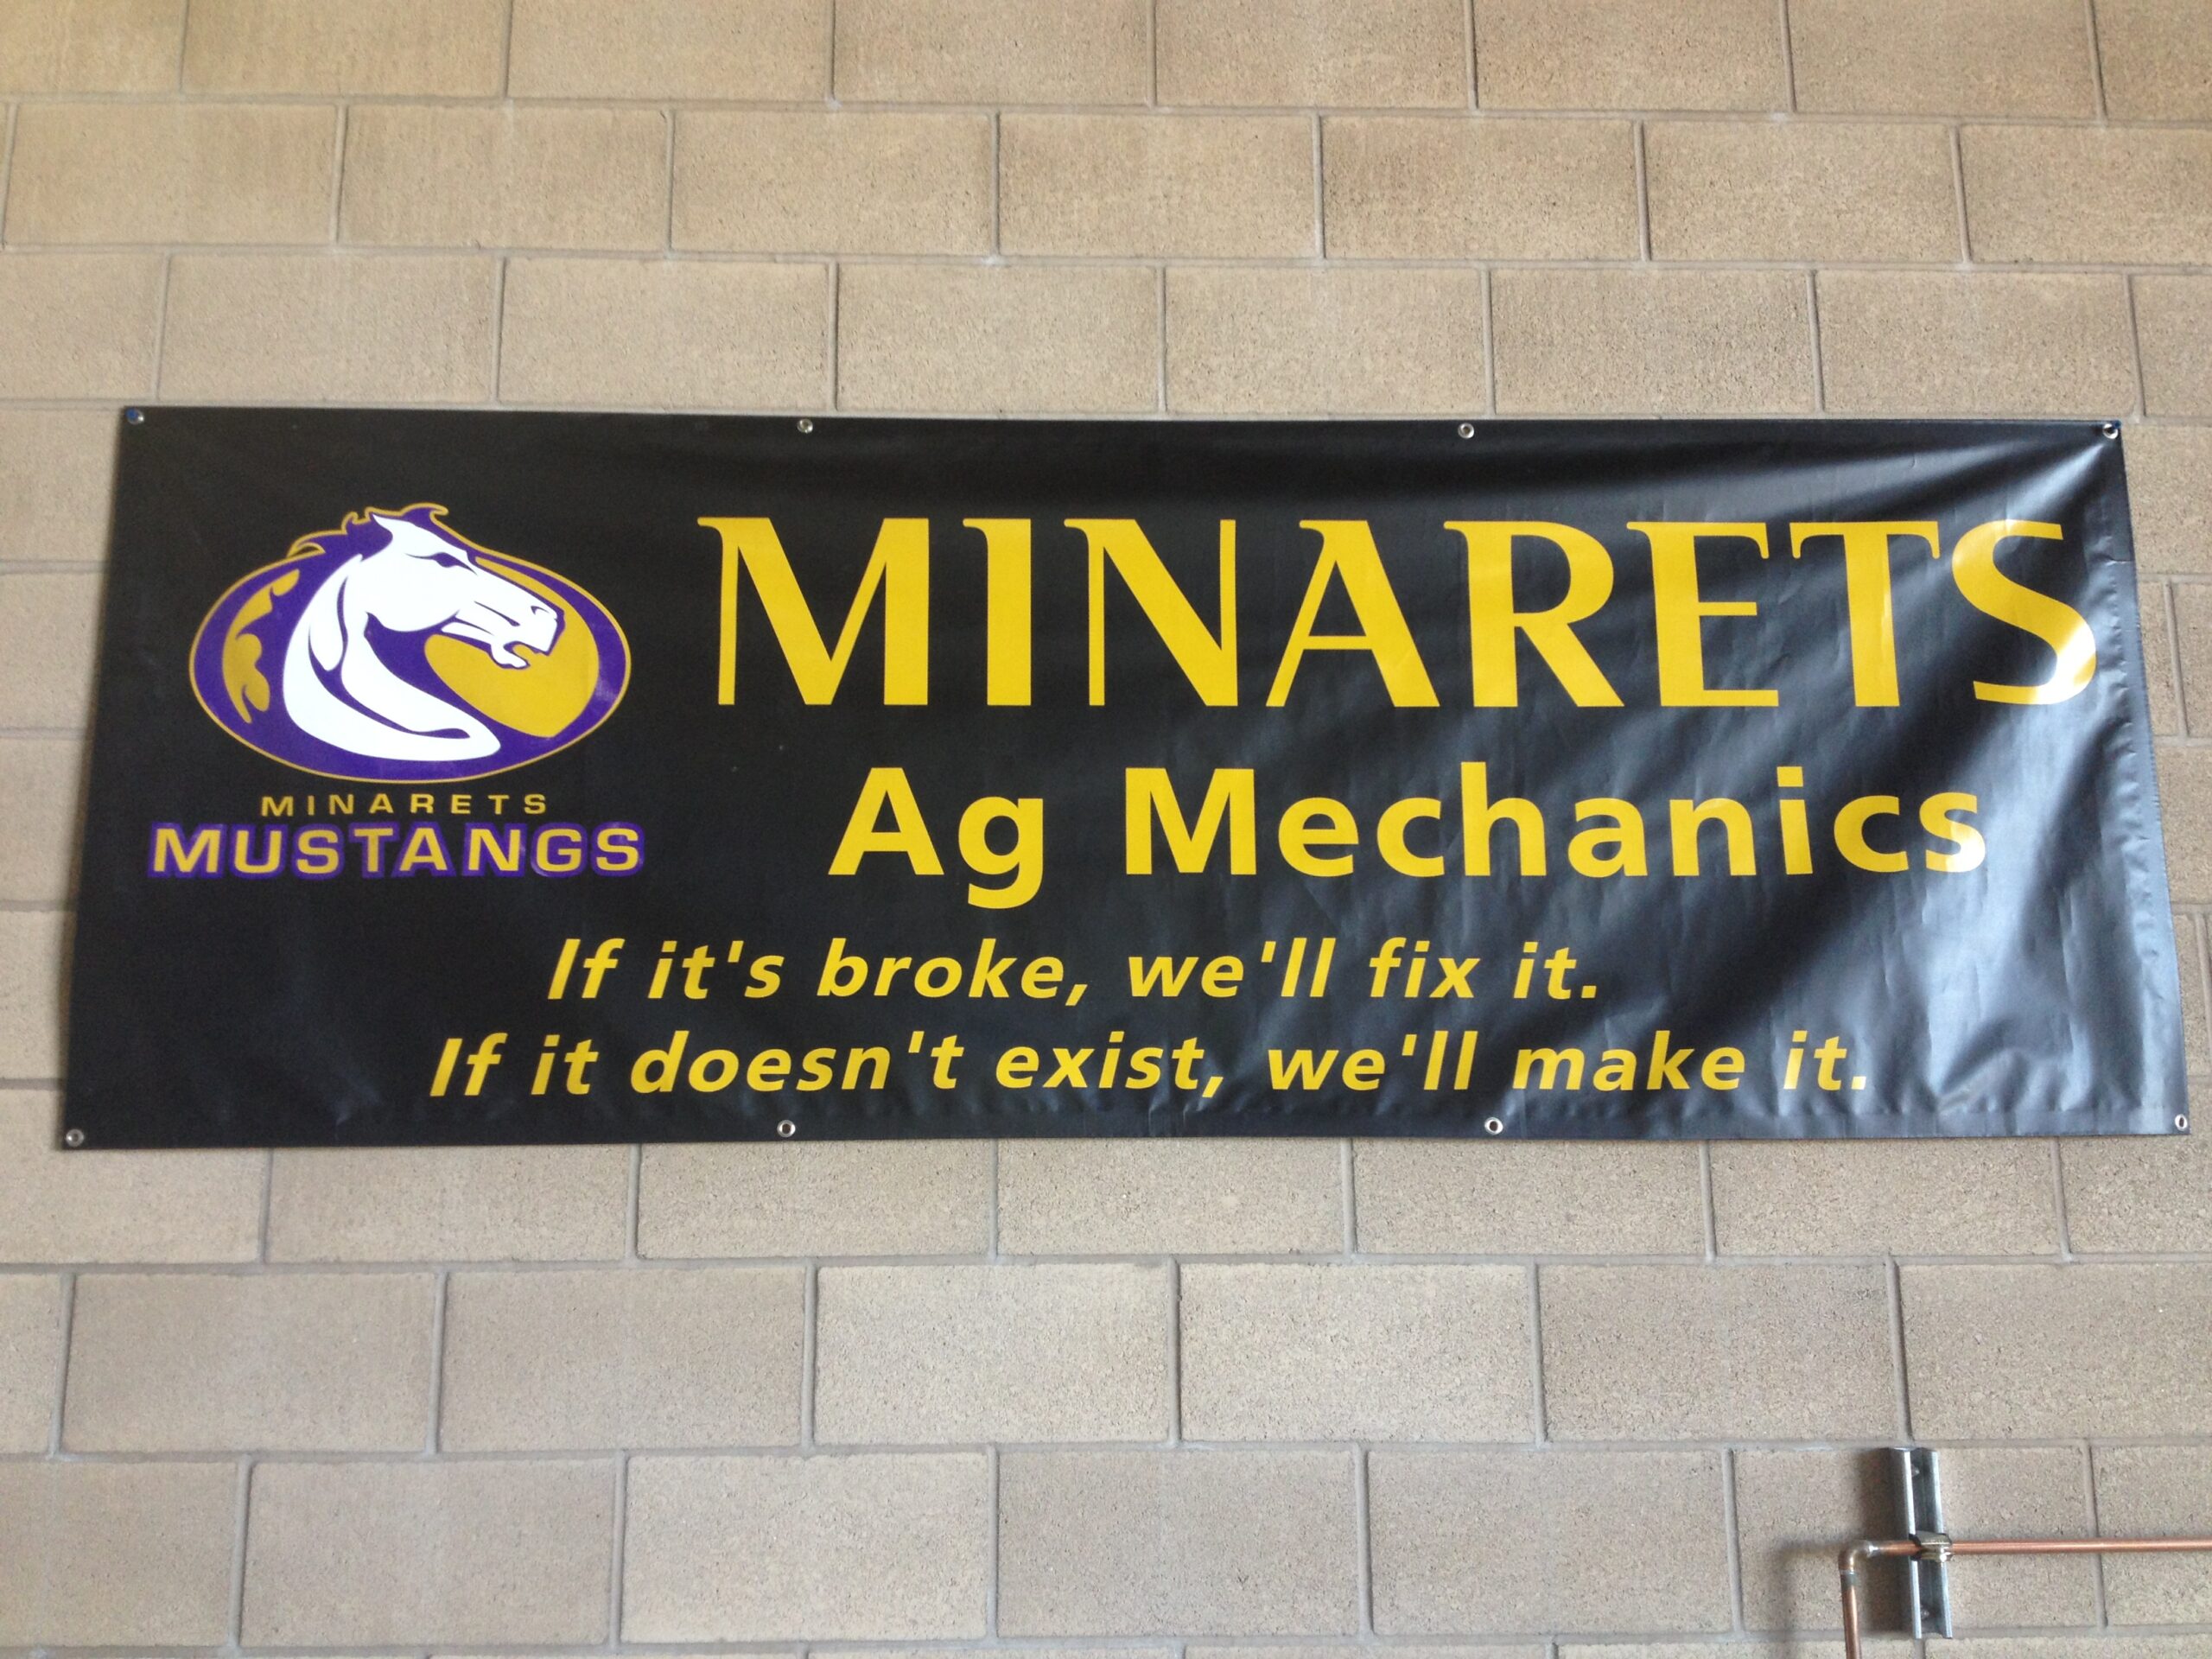 MINARETS
MUSTANGS
MINARETS
Ag Mechanics
If it's broke, we'll fix it.
If it doesn't exist, we'll make it.